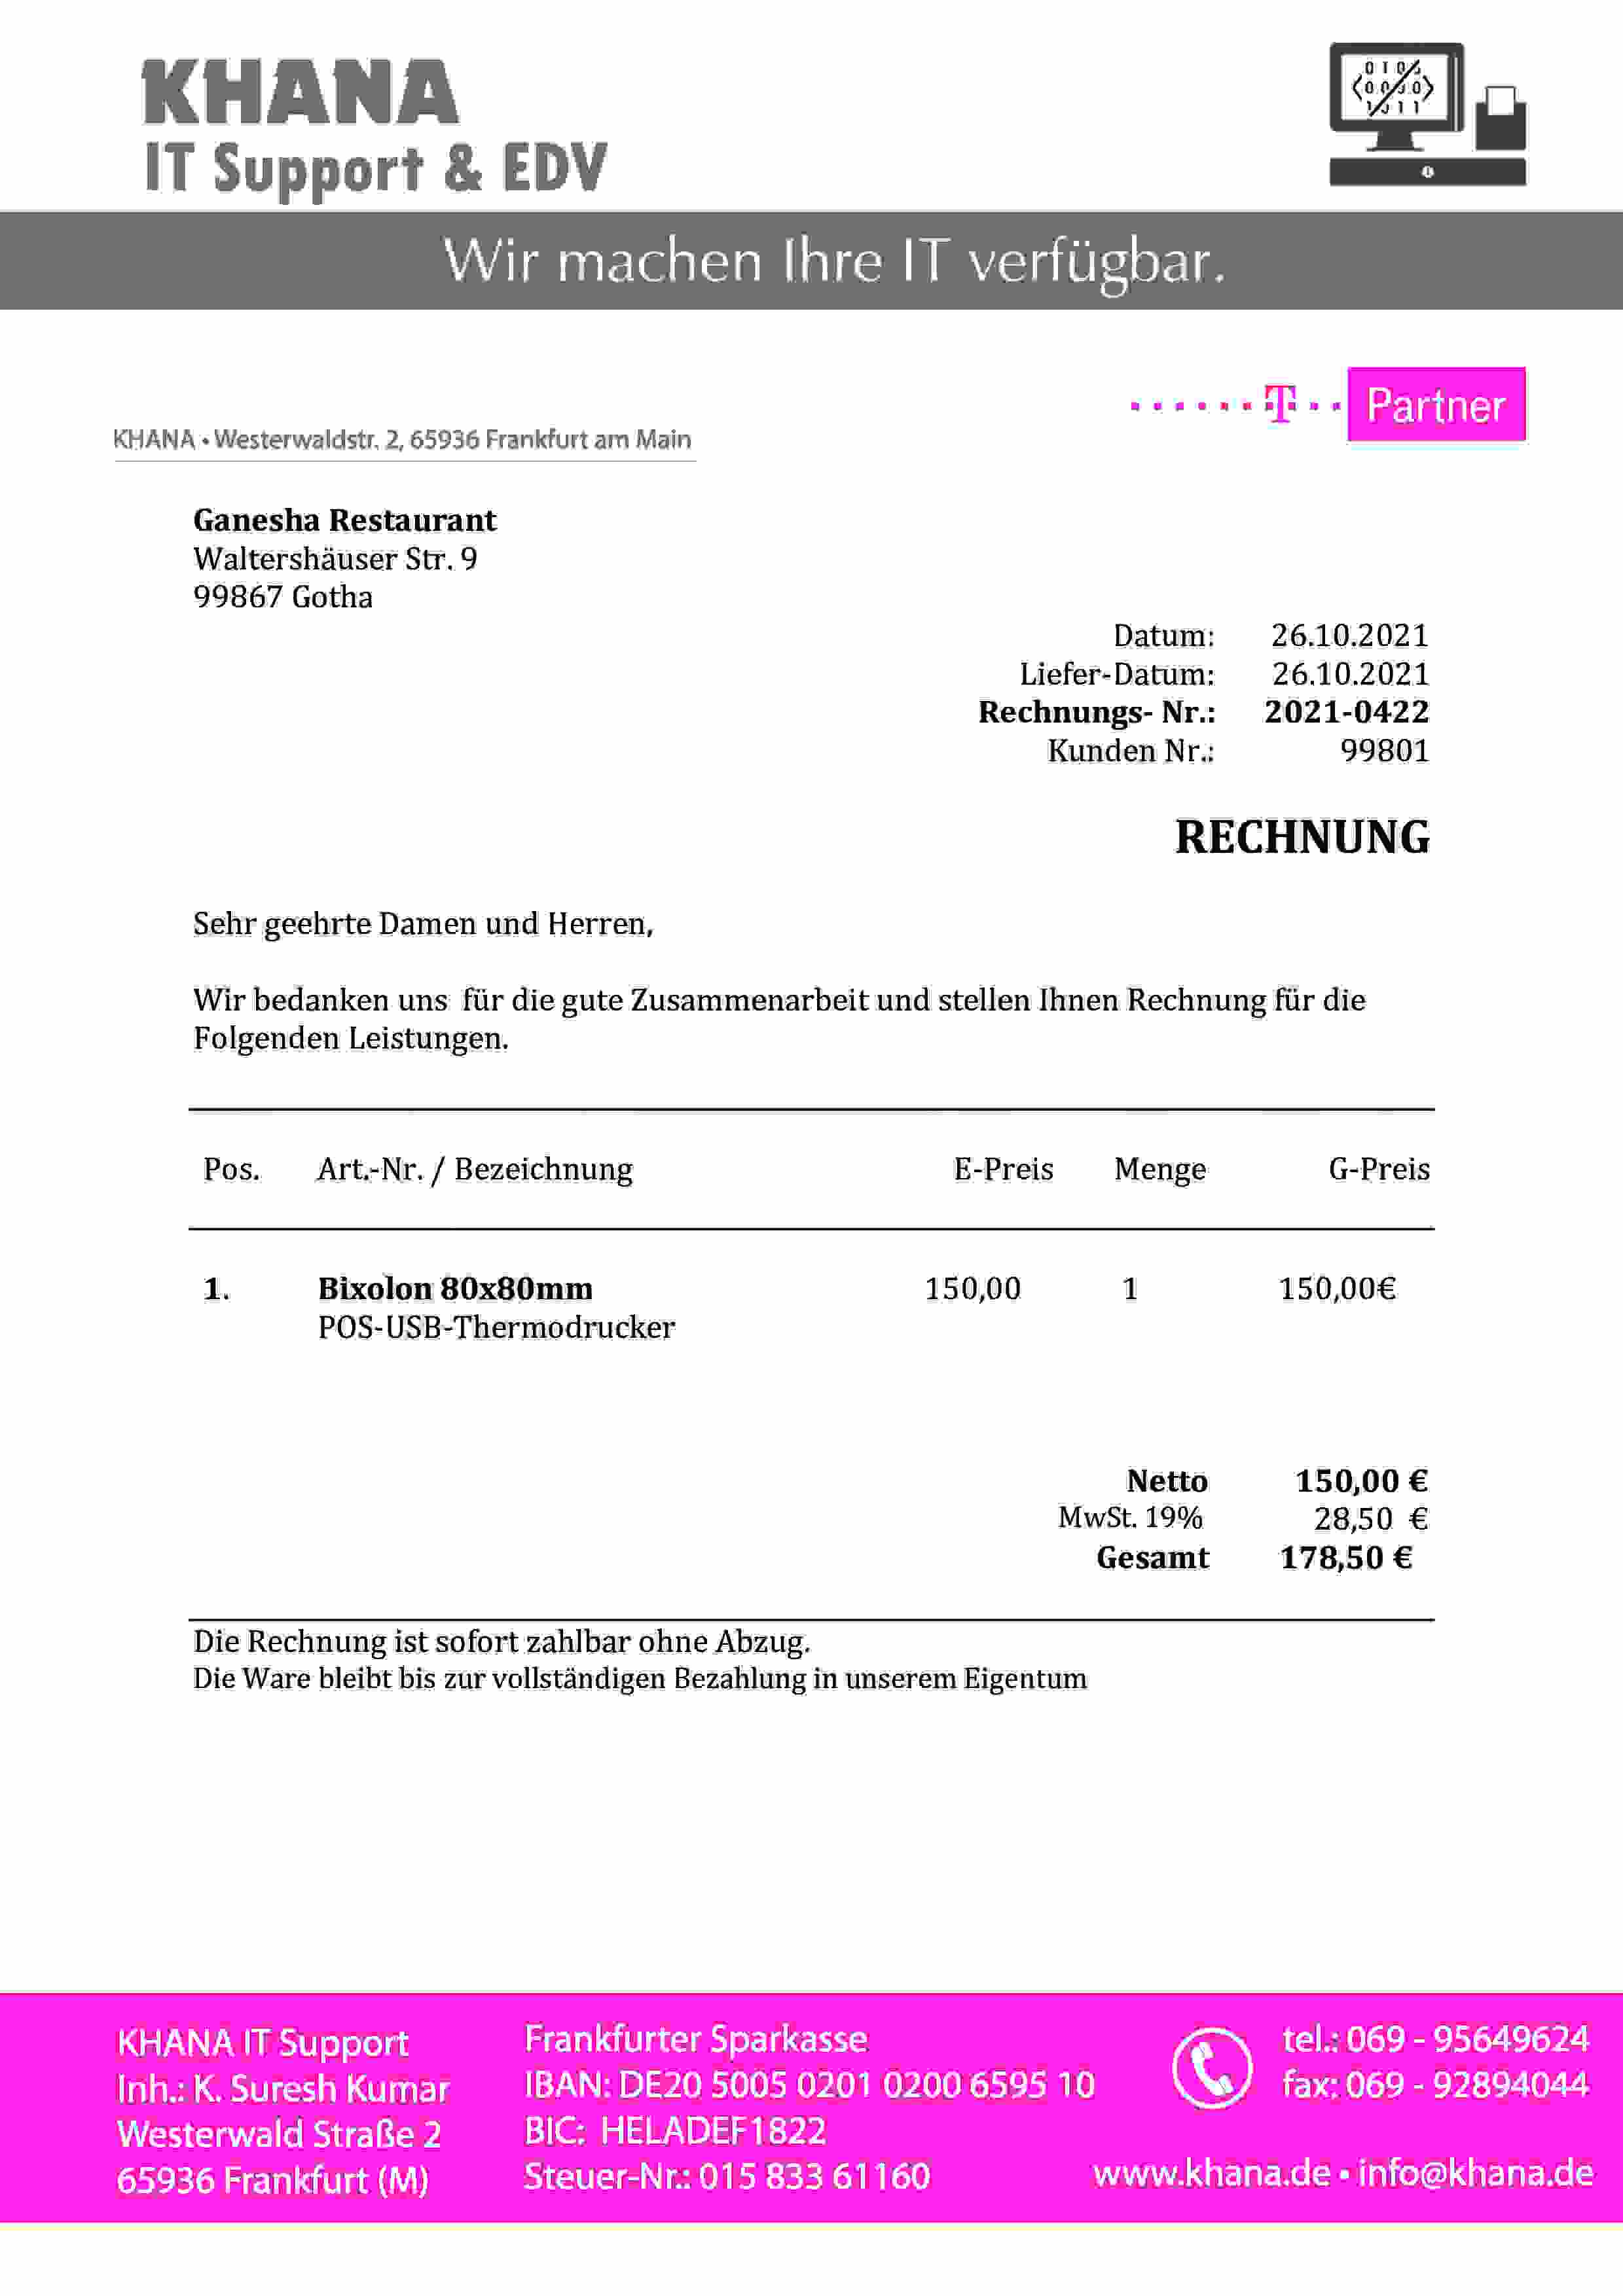 KHANA
IT Support & EDV
Wir machen Ihre IT verfügbar.
T Partner
KHANA • Westerwaldstr. 2, 65936 Frankfurt am Main
Ganesha Restaurant
Waltershäuser Str. 9
99867 Gotha
Datum: 26.10.2021
Liefer-Datum: 26.10.2021
Rechnungs- Nr.: 2021-0422
Kunden Nr.: 99801
RECHNUNG
Sehr geehrte Damen und Herren,
Wir bedanken uns für die gute Zusammenarbeit und stellen Ihnen Rechnung für die
Folgenden Leistungen.
Pos. Art.-Nr. / Bezeichnung E-Preis Menge G-Preis
1. Bixolon 80x80mm 150,00 1 150,00€
POS-USB-Thermodrucker
Netto 150,00 €
MwSt. 19% 28,50 €
Gesamt 178,50 €
Die Rechnung ist sofort zahlbar ohne Abzug.
Die Ware bleibt bis zur vollständigen Bezahlung in unserem Eigentum
KHANA IT Support
Inh.: K. Suresh Kumar
Westerwald Straße 2
65936 Frankfurt (M)
Frankfurter Sparkasse
IBAN: DE20 5005 0201 0200 6595 10
BIC: HELADEF1822
Steuer-Nr.: 015 833 61160
tel.: 069 - 95649624
fax: 069 - 92894044
www.khana.de • info@khana.de